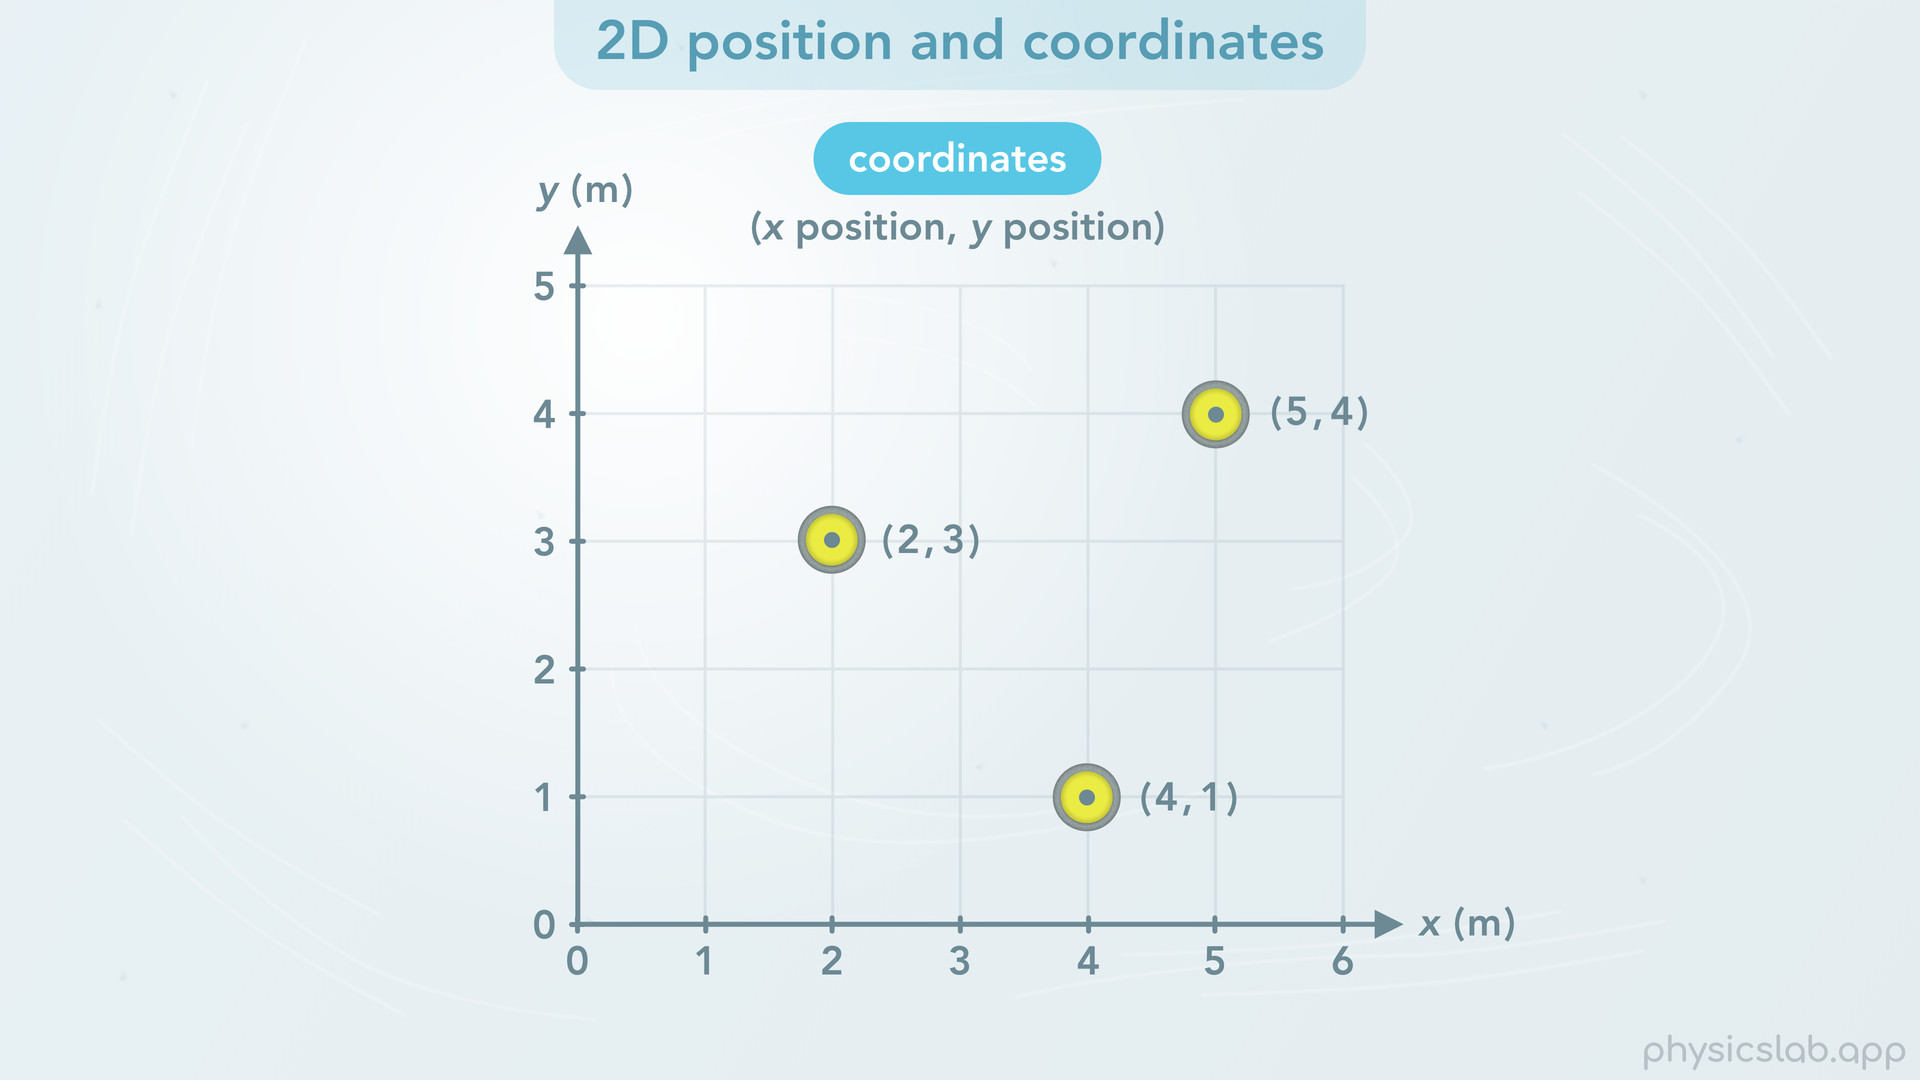 2D position and coordinates
coordinates
(x position, y position)
y (m)
5
4
3
2
1
0
(5,4)
(2,3)
(4,1)
0 1 2 3 4 5 6
x (m)
physicslab.app